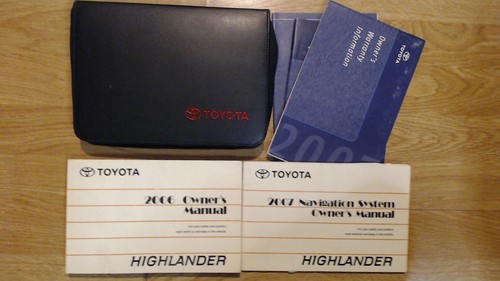 TOYOTA
Owner's
Warranty
Information
TOYOTA
2007
TOYOTA
2006 Owner's
Manual
HIGHLANDER
TOYOTA
2007 Navigation System
Owner's Manual
HIGHLANDER